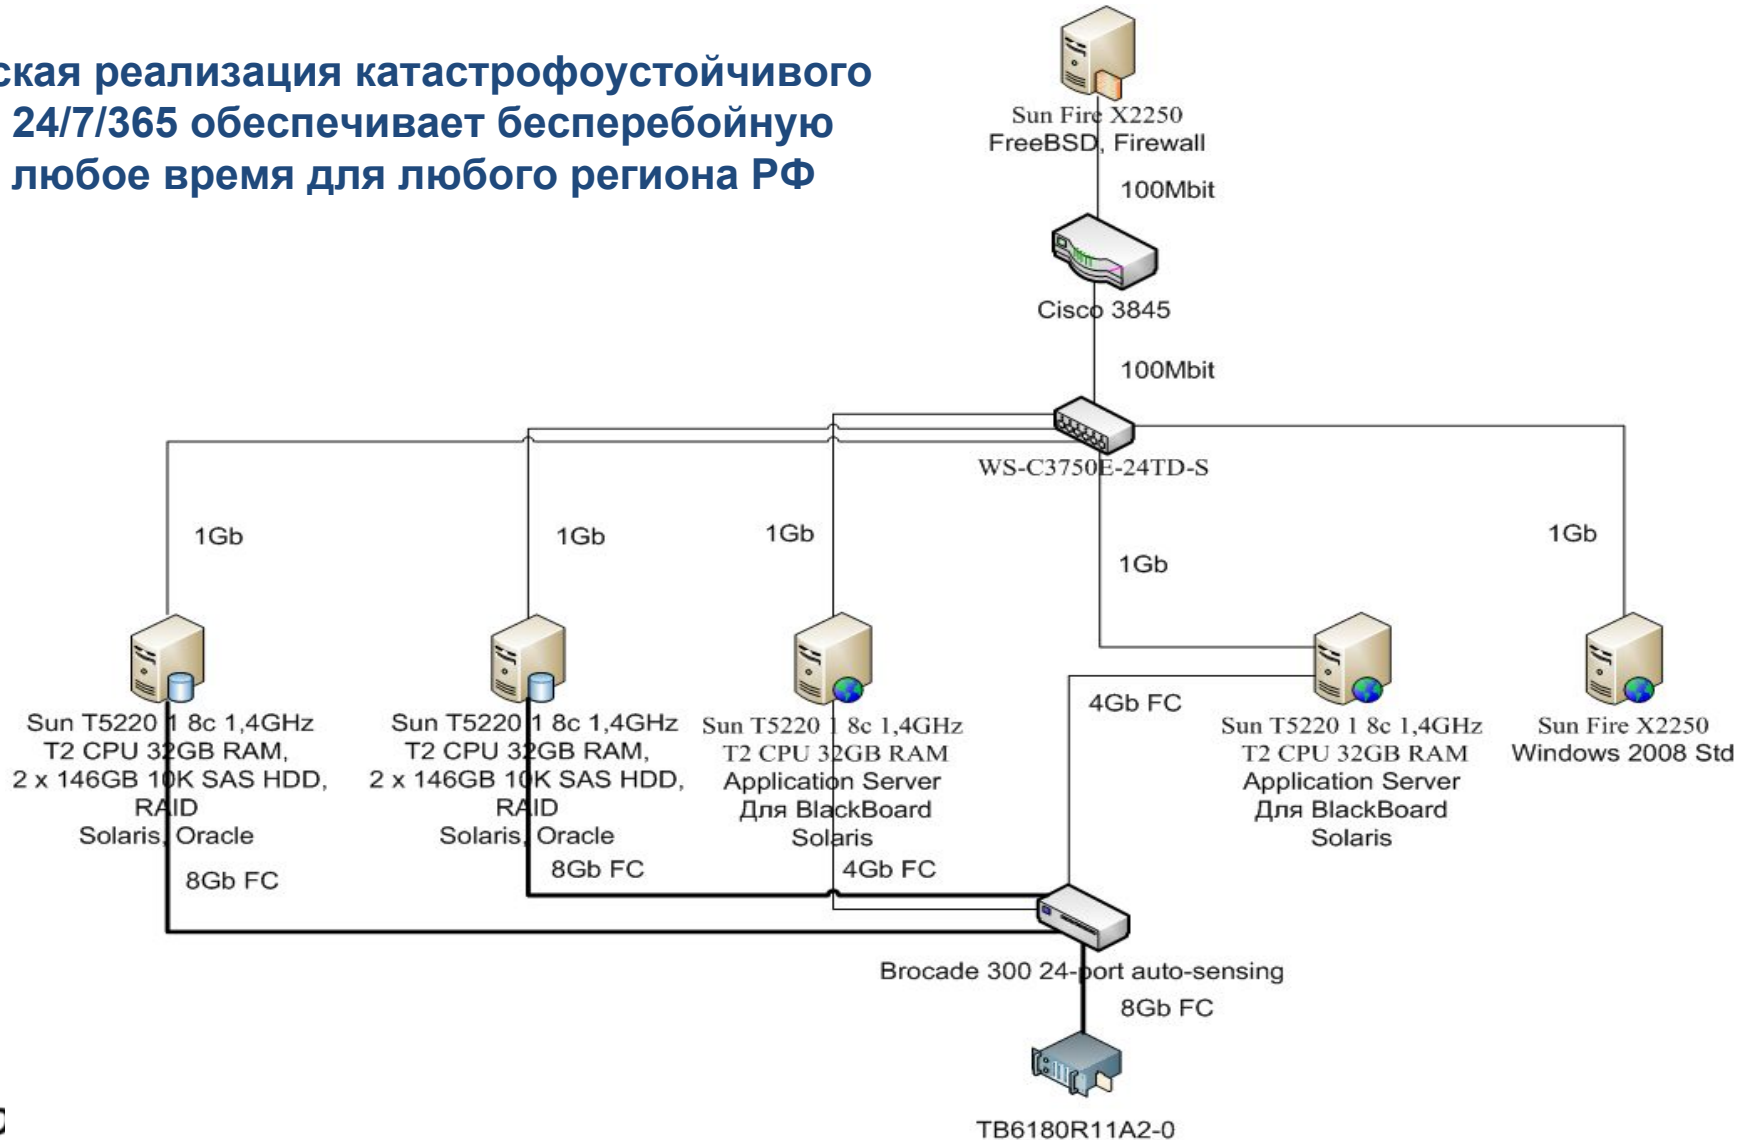 ская реализация катастрофоустойчивого
24/7/365 обеспечивает бесперебойную
любое время для любого региона РФ
Sun Fire X2250
FreeBSD, Firewall
100Mbit
Cisco 3845
100Mbit
WS-C3750E-24TD-S
1Gb
1Gb
1Gb
1Gb
1Gb
Sun T5220 1 8c 1,4GHz
T2 CPU 32GB RAM,
2 x 146GB 10K SAS HDD,
RAID
Solaris, Oracle
Sun T5220 1 8c 1,4GHz
T2 CPU 32GB RAM,
2 x 146GB 10K SAS HDD,
RAID
Solaris, Oracle
Sun T5220 1 8c 1,4GHz
T2 CPU 32GB RAM
Application Server
Для BlackBoard
Solaris
4Gb FC
Sun T5220 1 8c 1,4GHz
T2 CPU 32GB RAM
Application Server
Для BlackBoard
Solaris
Sun Fire X2250
Windows 2008 Std
8Gb FC
8Gb FC
4Gb FC
Brocade 300 24-port auto-sensing
8Gb FC
TB6180R11A2-0